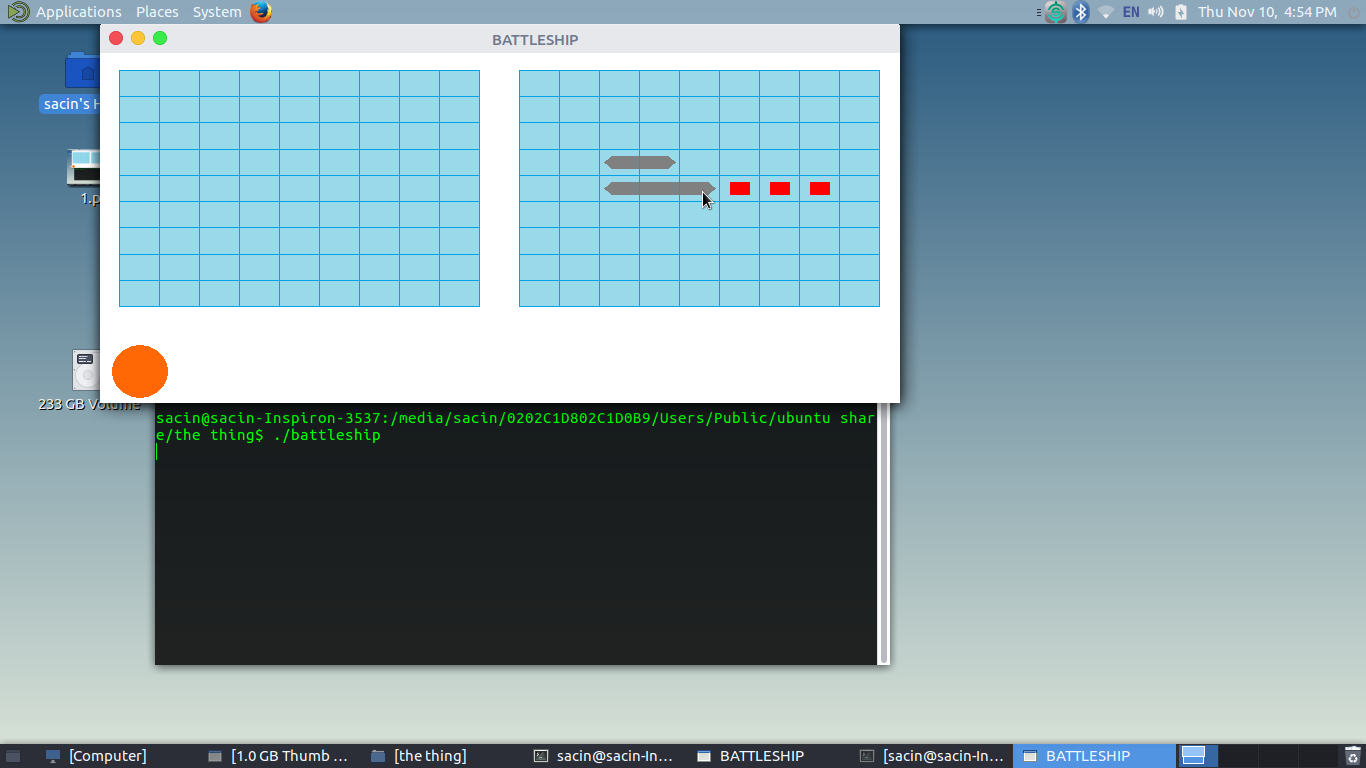 Applications Places System EN Thu Nov 10, 4:54 PM
BATTLESHIP
sacin's H
1.p
233 GB Volume
sacin@sacin-Inspiron-3537:/media/sacin/0202C1D802C1D0B9/Users/Public/ubuntu shar
e/the thing$ ./battleship
[Computer] [1.0 GB Thumb ... [the thing] sacin@sacin-In... BATTLESHIP [sacin@sacin-In... BATTLESHIP